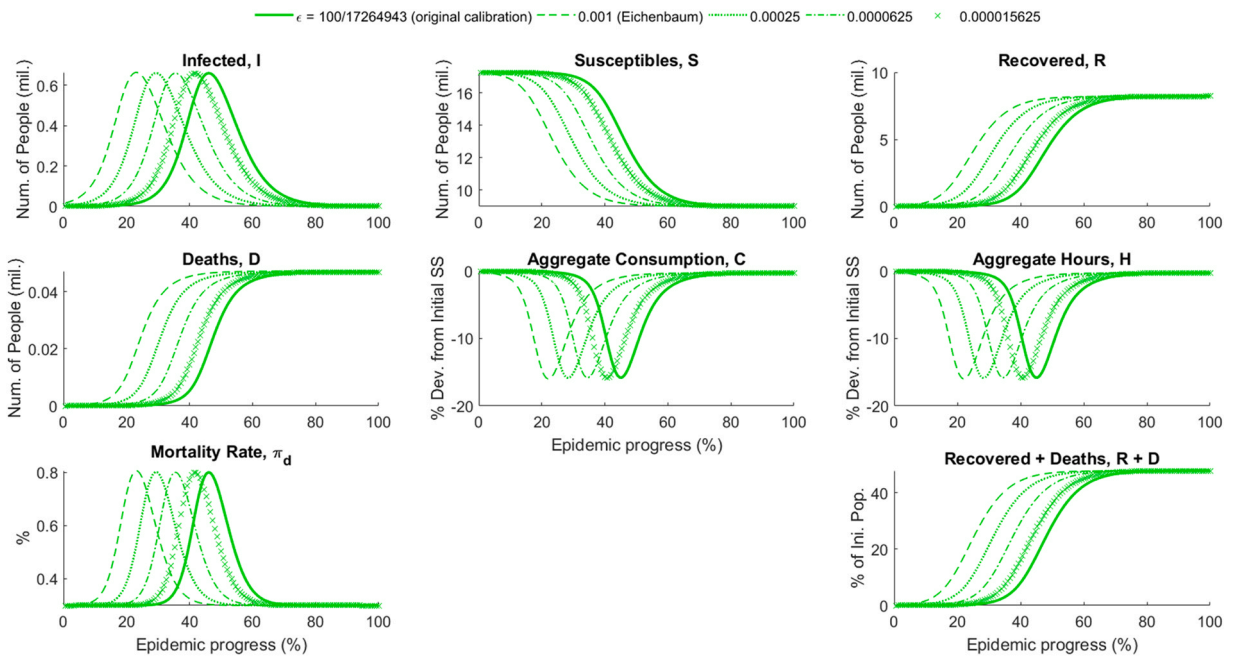 ϵ = 100/17264943 (original calibration) 0.001 (Eichenbaum) 0.00025 0.0000625 0.000015625
Infected, I
Num. of People (mil.)
0.6
0.4
0.2
0
0 20 40 60 80 100
Susceptibles, S
Num. of People (mil.)
16
14
12
10
0 20 40 60 80 100
Recovered, R
Num. of People (mil.)
10
5
0
0 20 40 60 80 100
Deaths, D
Num. of People (mil.)
0.04
0.02
0
0 20 40 60 80 100
Aggregate Consumption, C
% Dev. from Initial SS
0
-10
-20
0 20 40 60 80 100
Epidemic progress (%)
Aggregate Hours, H
% Dev. from Initial SS
0
-10
-20
0 20 40 60 80 100
Mortality Rate, π_d
%
0.8
0.6
0.4
0 20 40 60 80 100
Epidemic progress (%)
Recovered + Deaths, R + D
% of Ini. Pop.
40
20
0
0 20 40 60 80 100
Epidemic progress (%)